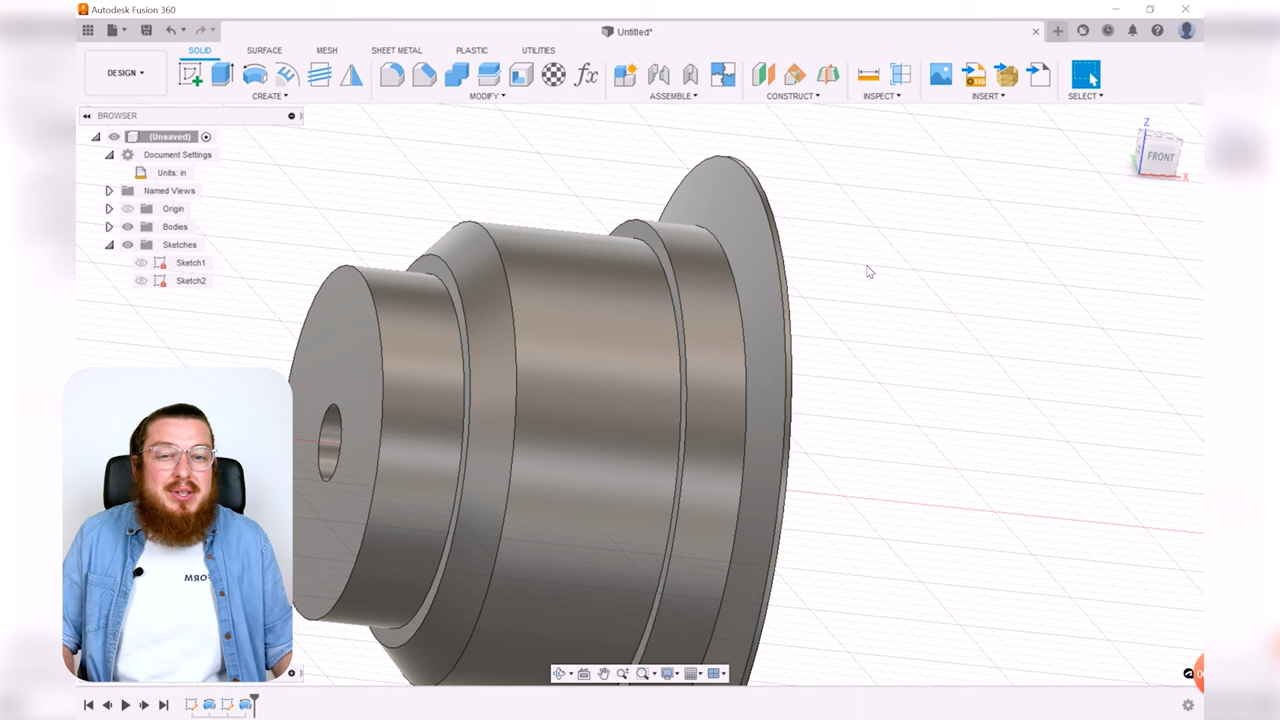 Autodesk Fusion 360
Untitled*
SOLID SURFACE MESH SHEET METAL PLASTIC UTILITIES
DESIGN
CREATE MODIFY ASSEMBLE CONSTRUCT INSPECT INSERT SELECT
BROWSER
(Unsaved)
Document Settings
Units: in
Named Views
Origin
Bodies
Sketches
Sketch1
Sketch2
FRONT
Z
X